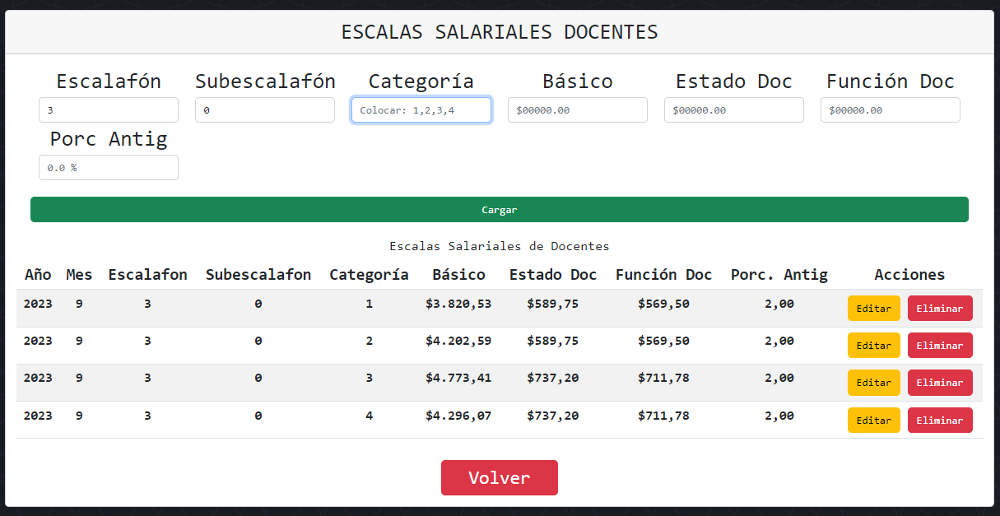 ESCALAS SALARIALES DOCENTES
Escalafón Subescalafón Categoría Básico Estado Doc Función Doc
3 0 Colocar: 1,2,3,4 $00000.00 $00000.00 $00000.00
Porc Antig
0.0 %
Cargar
Escalas Salariales de Docentes
Año Mes Escalafon Subescalafon Categoría Básico Estado Doc Función Doc Porc. Antig Acciones
2023 9 3 0 1 $3.820,53 $589,75 $569,50 2,00 Editar Eliminar
2023 9 3 0 2 $4.202,59 $589,75 $569,50 2,00 Editar Eliminar
2023 9 3 0 3 $4.773,41 $737,20 $711,78 2,00 Editar Eliminar
2023 9 3 0 4 $4.296,07 $737,20 $711,78 2,00 Editar Eliminar
Volver